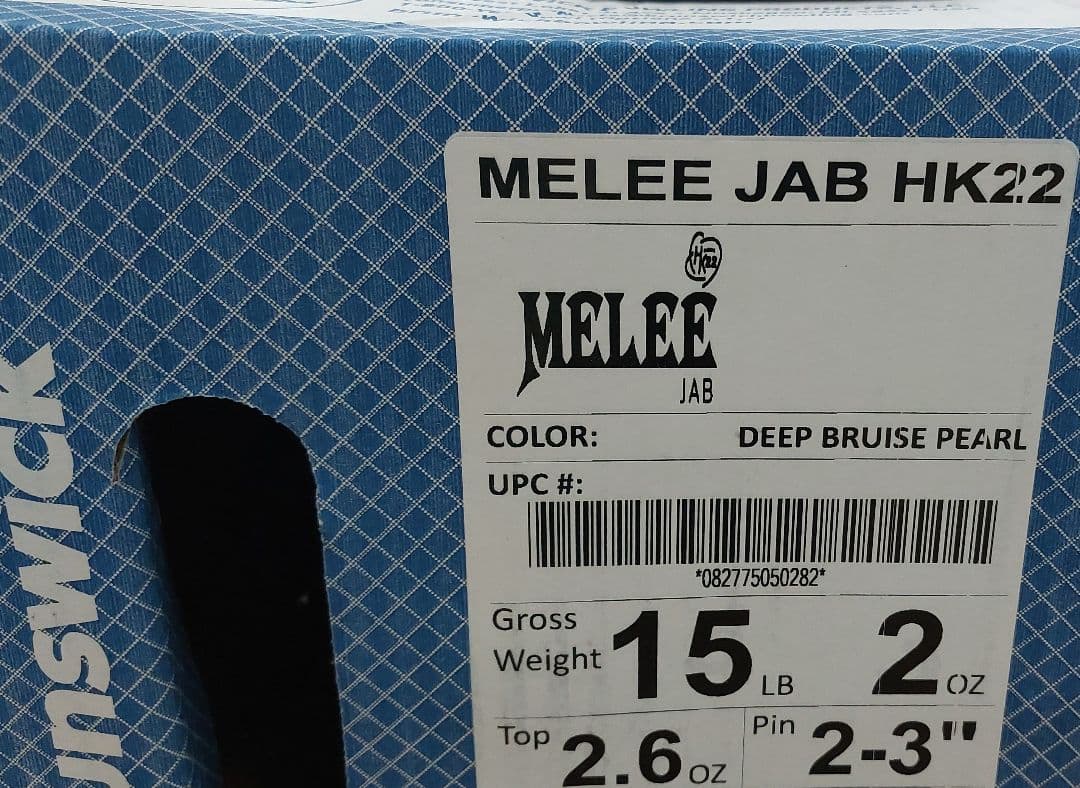 MELEE JAB HK22
HK22
MELEE
JAB
COLOR: DEEP BRUISE PEARL
UPC #:
*082775050282*
Gross Weight 15 LB 2 OZ
Top 2.6 OZ
Pin 2-3"
unswick